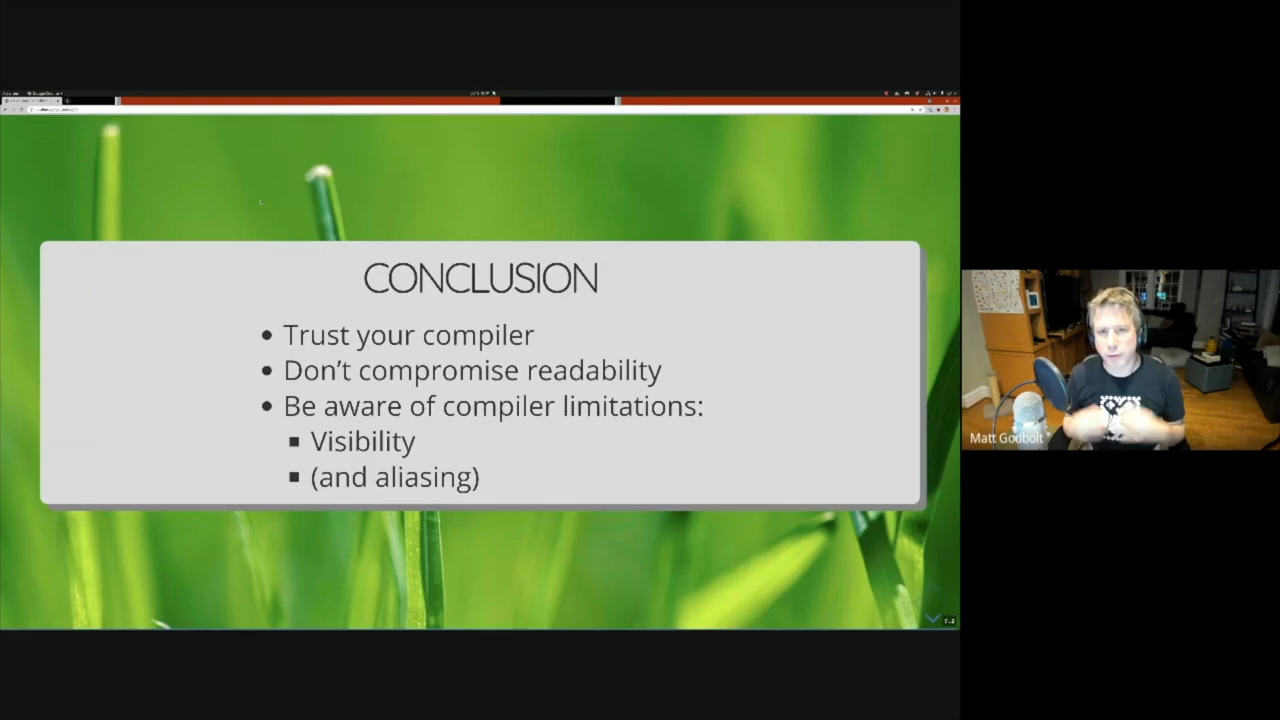 CONCLUSION
• Trust your compiler
• Don't compromise readability
• Be aware of compiler limitations:
▪ Visibility
▪ (and aliasing)
Matt Godbolt